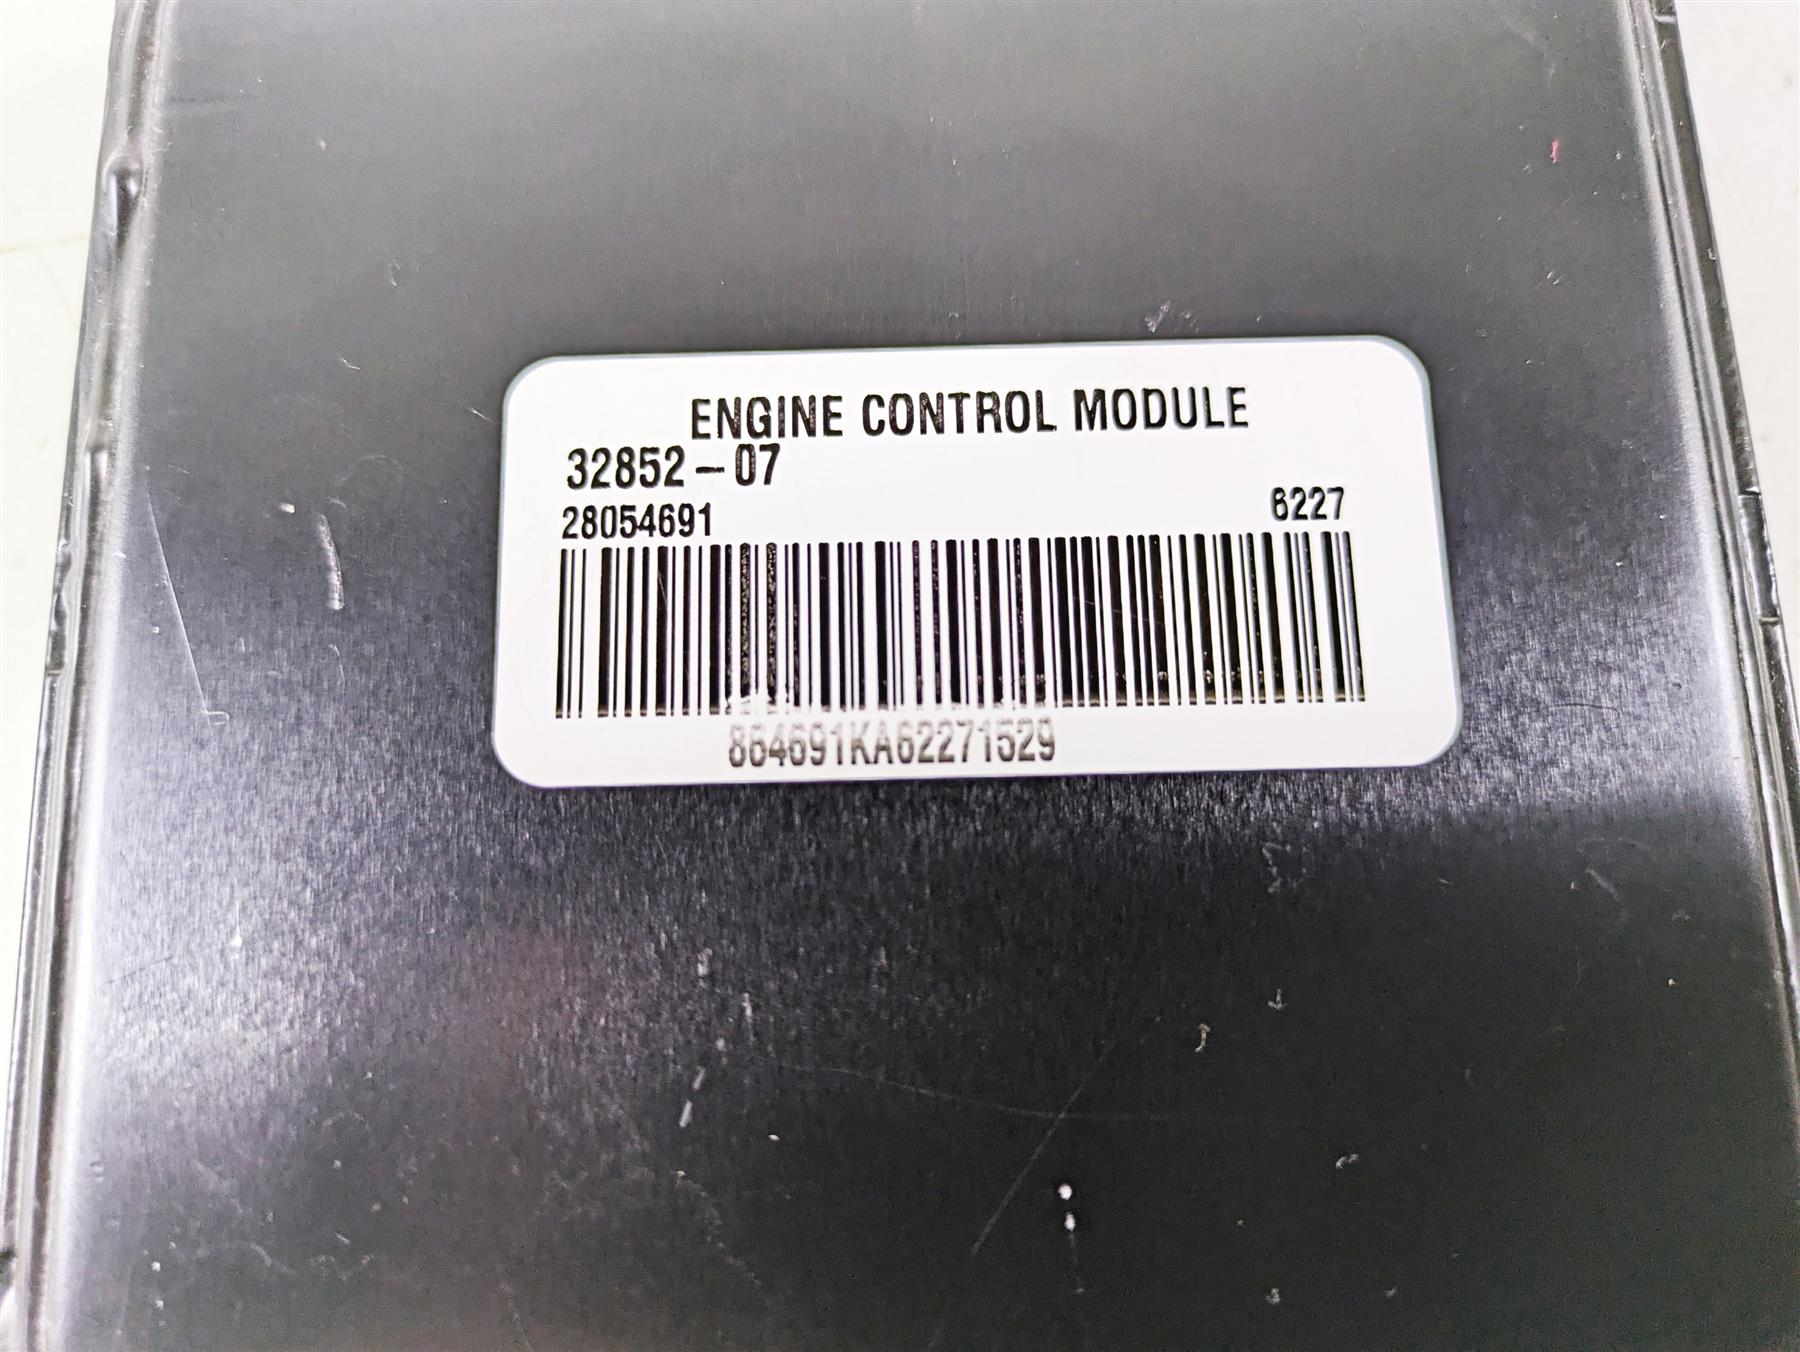 ENGINE CONTROL MODULE
32852-07
28054691 6227
864691KA62271529